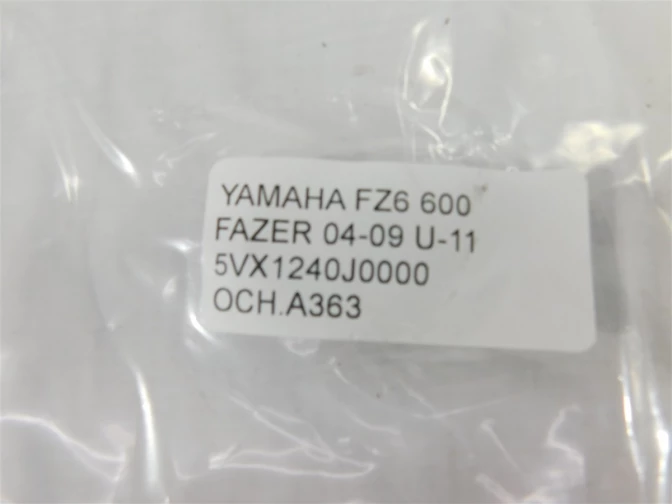 YAMAHA FZ6 600
FAZER 04-09 U-11
5VX1240J0000
OCH.A363